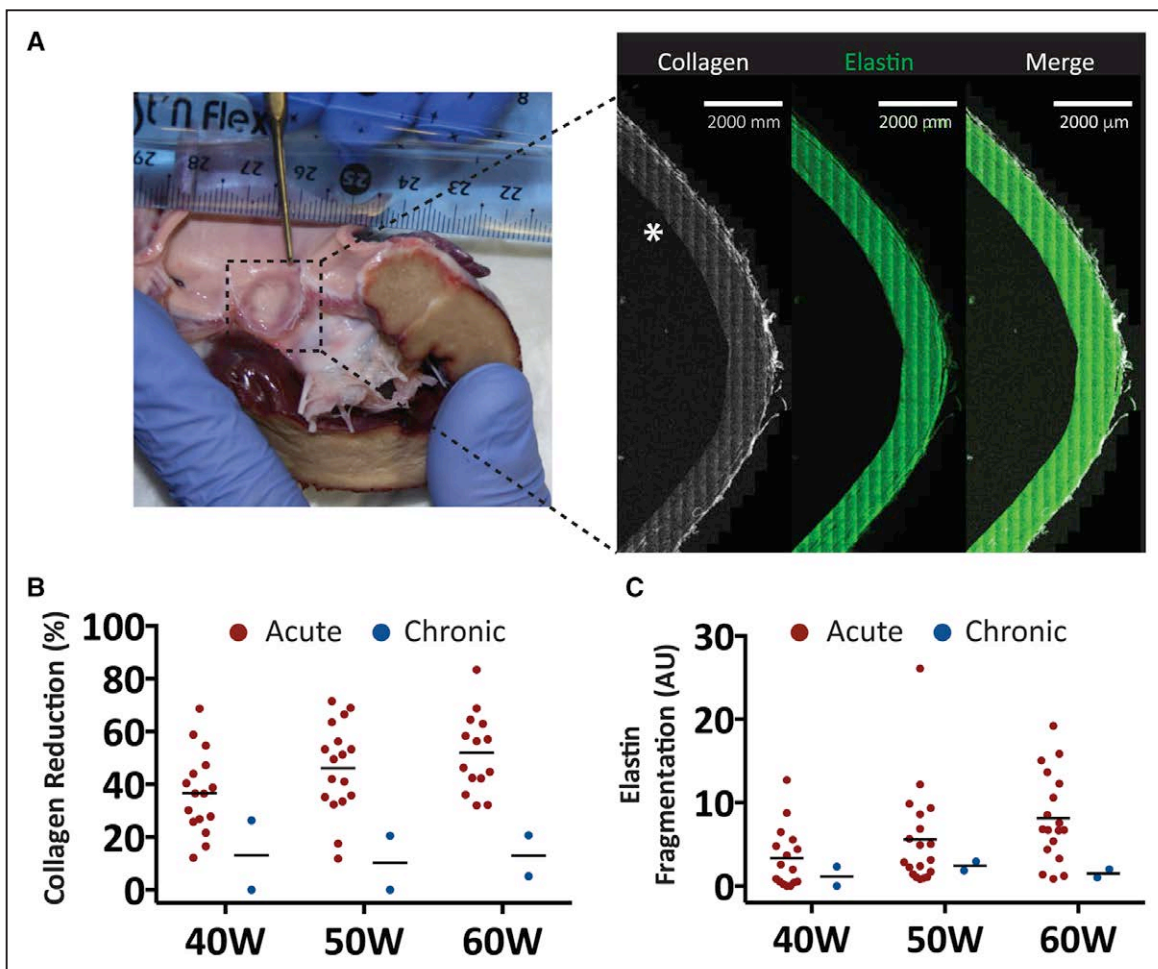 A
Collagen Elastin Merge
2000 mm 2000 µm 2000 µm
t'n Flex
8
29 28 27 26 25 24 23 22
*
B
Collagen Reduction (%)
Acute Chronic
100
80
60
40
20
0
40W 50W 60W
C
Elastin
Fragmentation (AU)
Acute Chronic
30
20
10
0
40W 50W 60W